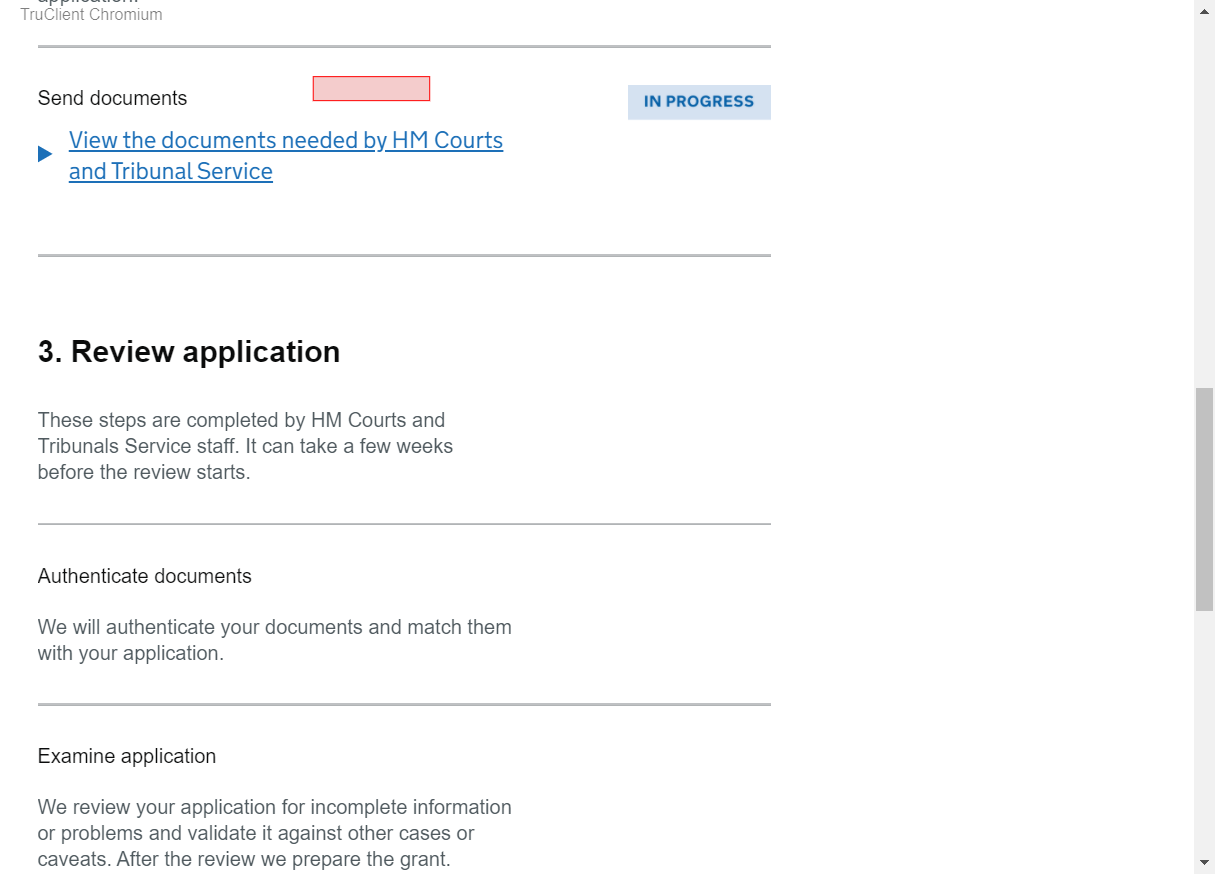 TruClient Chromium
Send documents
IN PROGRESS
View the documents needed by HM Courts
and Tribunal Service
3. Review application
These steps are completed by HM Courts and
Tribunals Service staff. It can take a few weeks
before the review starts.
Authenticate documents
We will authenticate your documents and match them
with your application.
Examine application
We review your application for incomplete information
or problems and validate it against other cases or
caveats. After the review we prepare the grant.